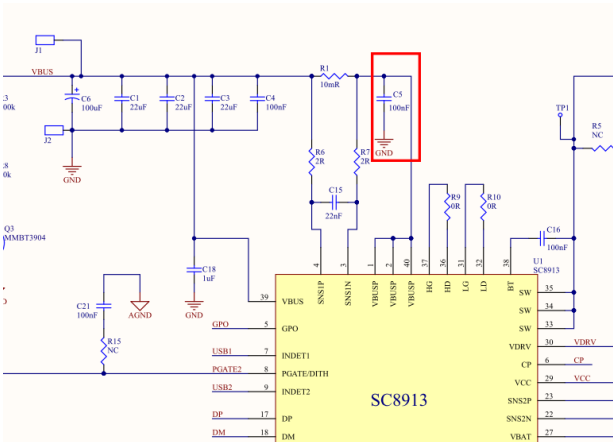 J1
VBUS
C6
100uF
C1
22uF
C2
22uF
C3
22uF
C4
100nF
R1
10mR
C5
100nF
GND
TP1
R5
NC
.3
00k
J2
GND
R6
2R
R7
2R
C15
22nF
.8
0k
R9
0R
R10
0R
Q3
MMBT3904
C16
100nF
C18
1uF
GND
C21
100nF
AGND
R15
NC
U1
SC8913
4
3
1
2
40
37
36
31
32
38
SNS1P
SNS1N
VBUSP
VBUSP
VBUSP
HG
HD
LG
LD
BT
39 VBUS
SW 35
SW 34
SW 33
GPO 5 GPO
VDRV 30 VDRV
USB1 7 INDET1
CP 6 CP
PGATE2 8 PGATE/DITH
VCC 29 VCC
USB2 9 INDET2
SNS2P 23
SC8913
DP 17 DP
SNS2N 22
DM 18 DM
VBAT 27